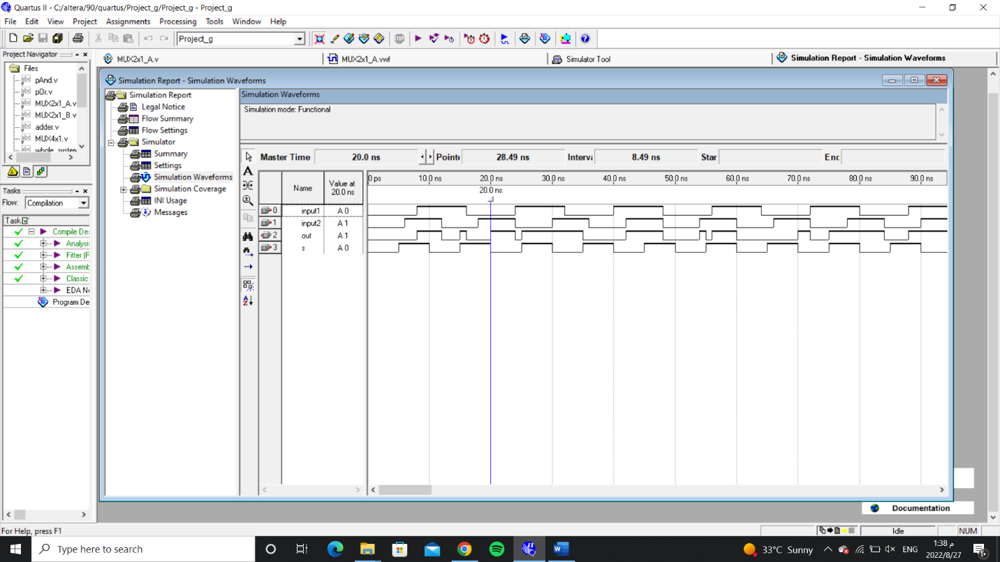 Quartus II - C:/altera/90/quartus/Project_g/Project_g - Project_g
File Edit View Project Assignments Processing Tools Window Help
Project_g
Project Navigator
MUX2x1_A.v
MUX2x1_A.vwf
Simulator Tool
Simulation Report - Simulation Waveforms
Files
pAnd.v
pOr.v
MUX2x1_A.v
MUX2x1_B.v
adder.v
MUX4x1.v
Simulation Report - Simulation Waveforms
Simulation Report
Legal Notice
Flow Summary
Flow Settings
Simulator
Summary
Settings
Simulation Waveforms
Simulation Coverage
INI Usage
Messages
Simulation Waveforms
Simulation mode: Functional
Master Time 20.0 ns Pointe 28.49 ns Interva 8.49 ns Star Enc
Name
Value at
20.0 ns
0 ps 10.0 ns 20.0 ns 30.0 ns 40.0 ns 50.0 ns 60.0 ns 70.0 ns 80.0 ns 90.0 ns
20.0 ns
0 input1 A 0
1 input2 A 1
2 out A 1
3 s A 0
Tasks
Flow: Compilation
Task
Compile De
Analysi
Fitter (F
Assemb
Classic
EDA Ne
Program De
Documentation
For Help, press F1
Idle
NUM
Type here to search
33°C Sunny
ENG
1:38 م
2022/8/27
1